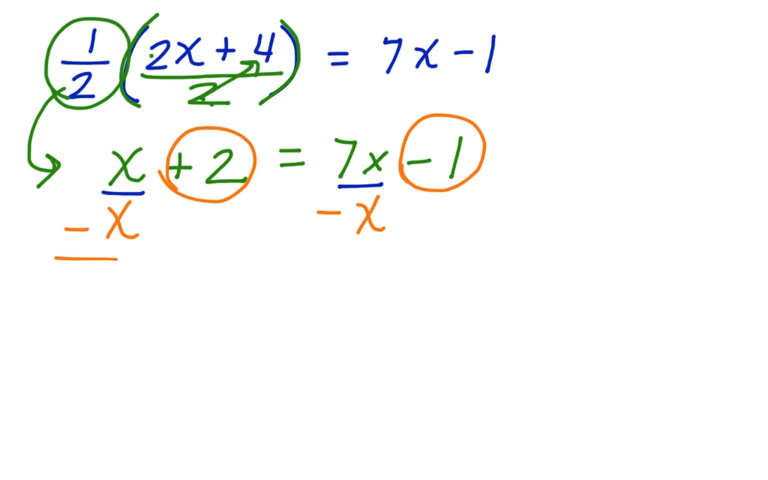 1/2 (2x + 4)/2 = 7x - 1
x + 2 = 7x - 1
- x - x